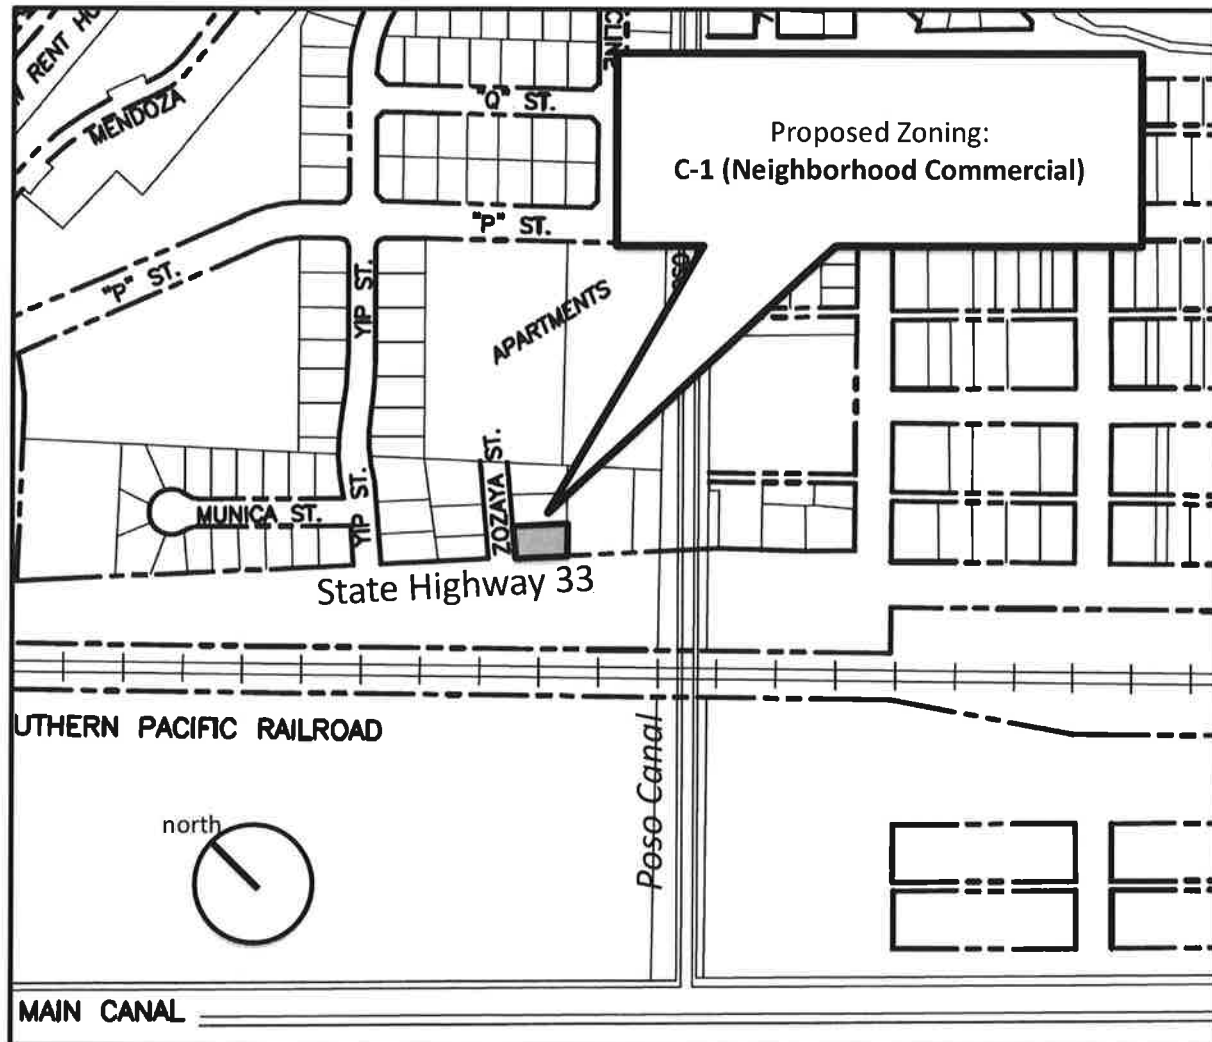 RENT
MENDOZA
"Q" ST.
Proposed Zoning:
C-1 (Neighborhood Commercial)
"P" ST.
"P" ST.
YIP ST.
APARTMENTS
ZOZAYA ST.
YIP ST.
MUNICA ST.
State Highway 33
UTHERN PACIFIC RAILROAD
Poso Canal
north
MAIN CANAL